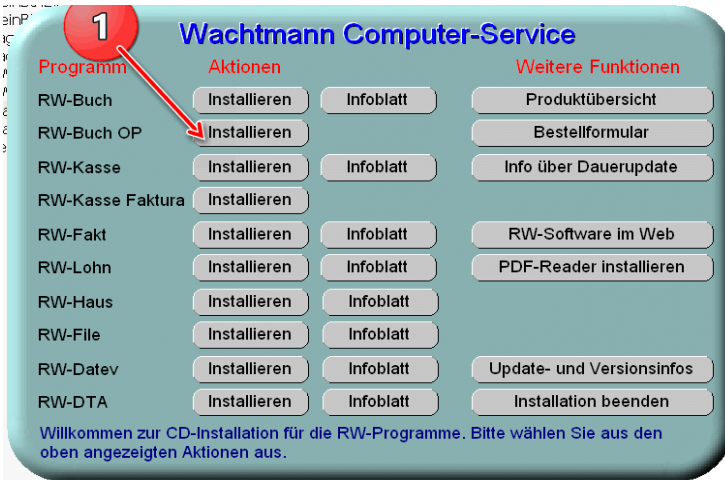 1
Wachtmann Computer-Service
Programm Aktionen Weitere Funktionen
RW-Buch Installieren Infoblatt Produktübersicht
RW-Buch OP Installieren Bestellformular
RW-Kasse Installieren Infoblatt Info über Dauerupdate
RW-Kasse Faktura Installieren
RW-Fakt Installieren Infoblatt RW-Software im Web
RW-Lohn Installieren Infoblatt PDF-Reader installieren
RW-Haus Installieren Infoblatt
RW-File Installieren Infoblatt
RW-Datev Installieren Infoblatt Update- und Versionsinfos
RW-DTA Installieren Infoblatt Installation beenden
Willkommen zur CD-Installation für die RW-Programme. Bitte wählen Sie aus den
oben angezeigten Aktionen aus.